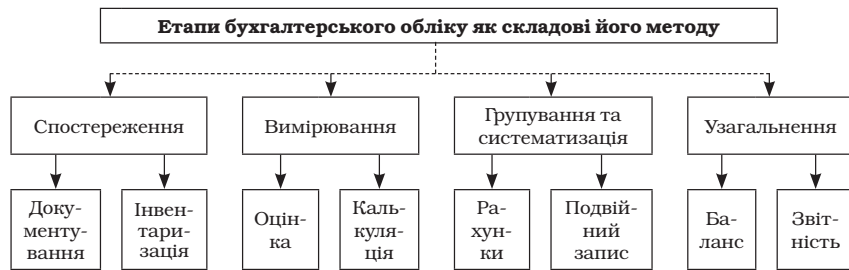 Етапи бухгалтерського обліку як складові його методу
Спостереження
Вимірювання
Групування та
систематизація
Узагальнення
Доку-
менту-
вання
Інвен-
тари-
зація
Оцін-
ка
Каль-
куля-
ція
Ра-
хун-
ки
Подвій-
ний
запис
Ба-
ланс
Звіт-
ність